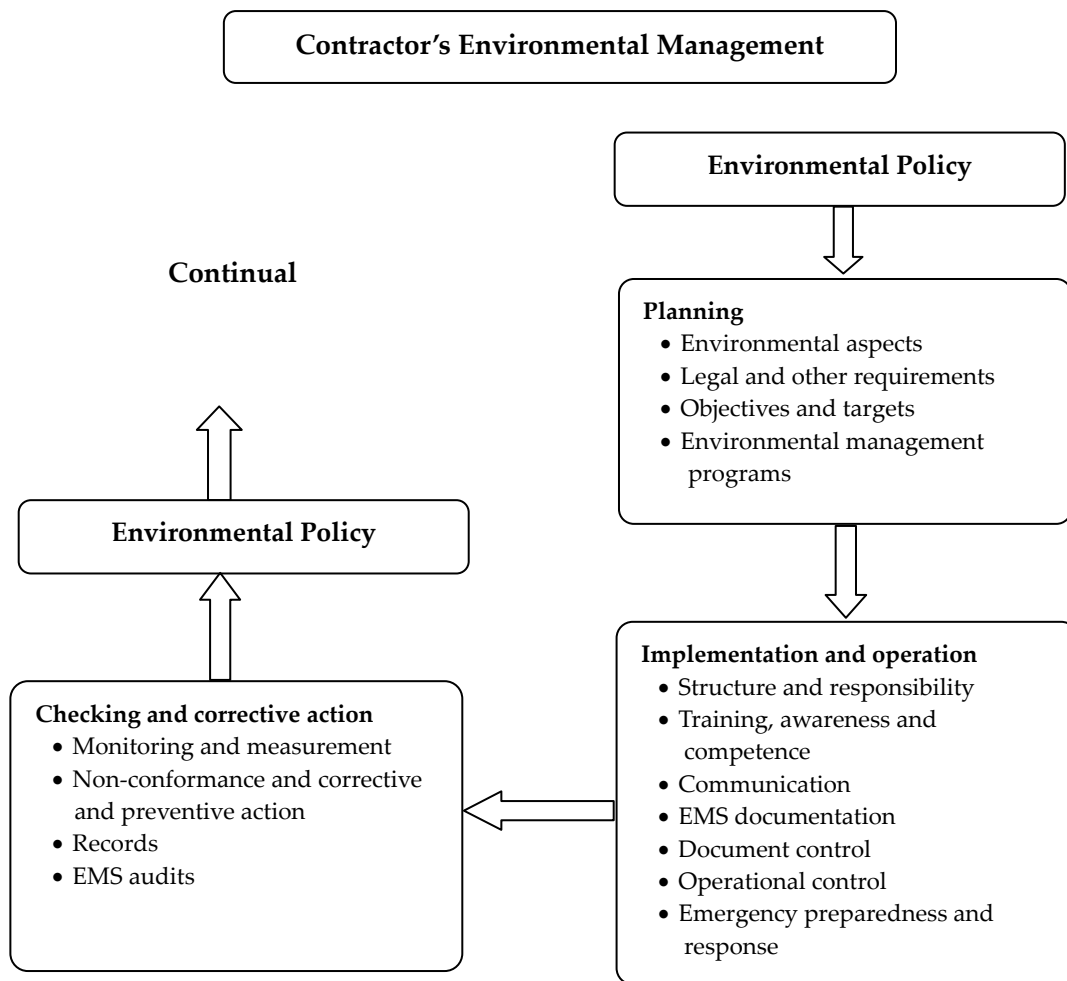 Contractor’s Environmental Management
Environmental Policy
Continual
Planning
• Environmental aspects
• Legal and other requirements
• Objectives and targets
• Environmental management
programs
Environmental Policy
Implementation and operation
• Structure and responsibility
• Training, awareness and
competence
• Communication
• EMS documentation
• Document control
• Operational control
• Emergency preparedness and
response
Checking and corrective action
• Monitoring and measurement
• Non-conformance and corrective
and preventive action
• Records
• EMS audits